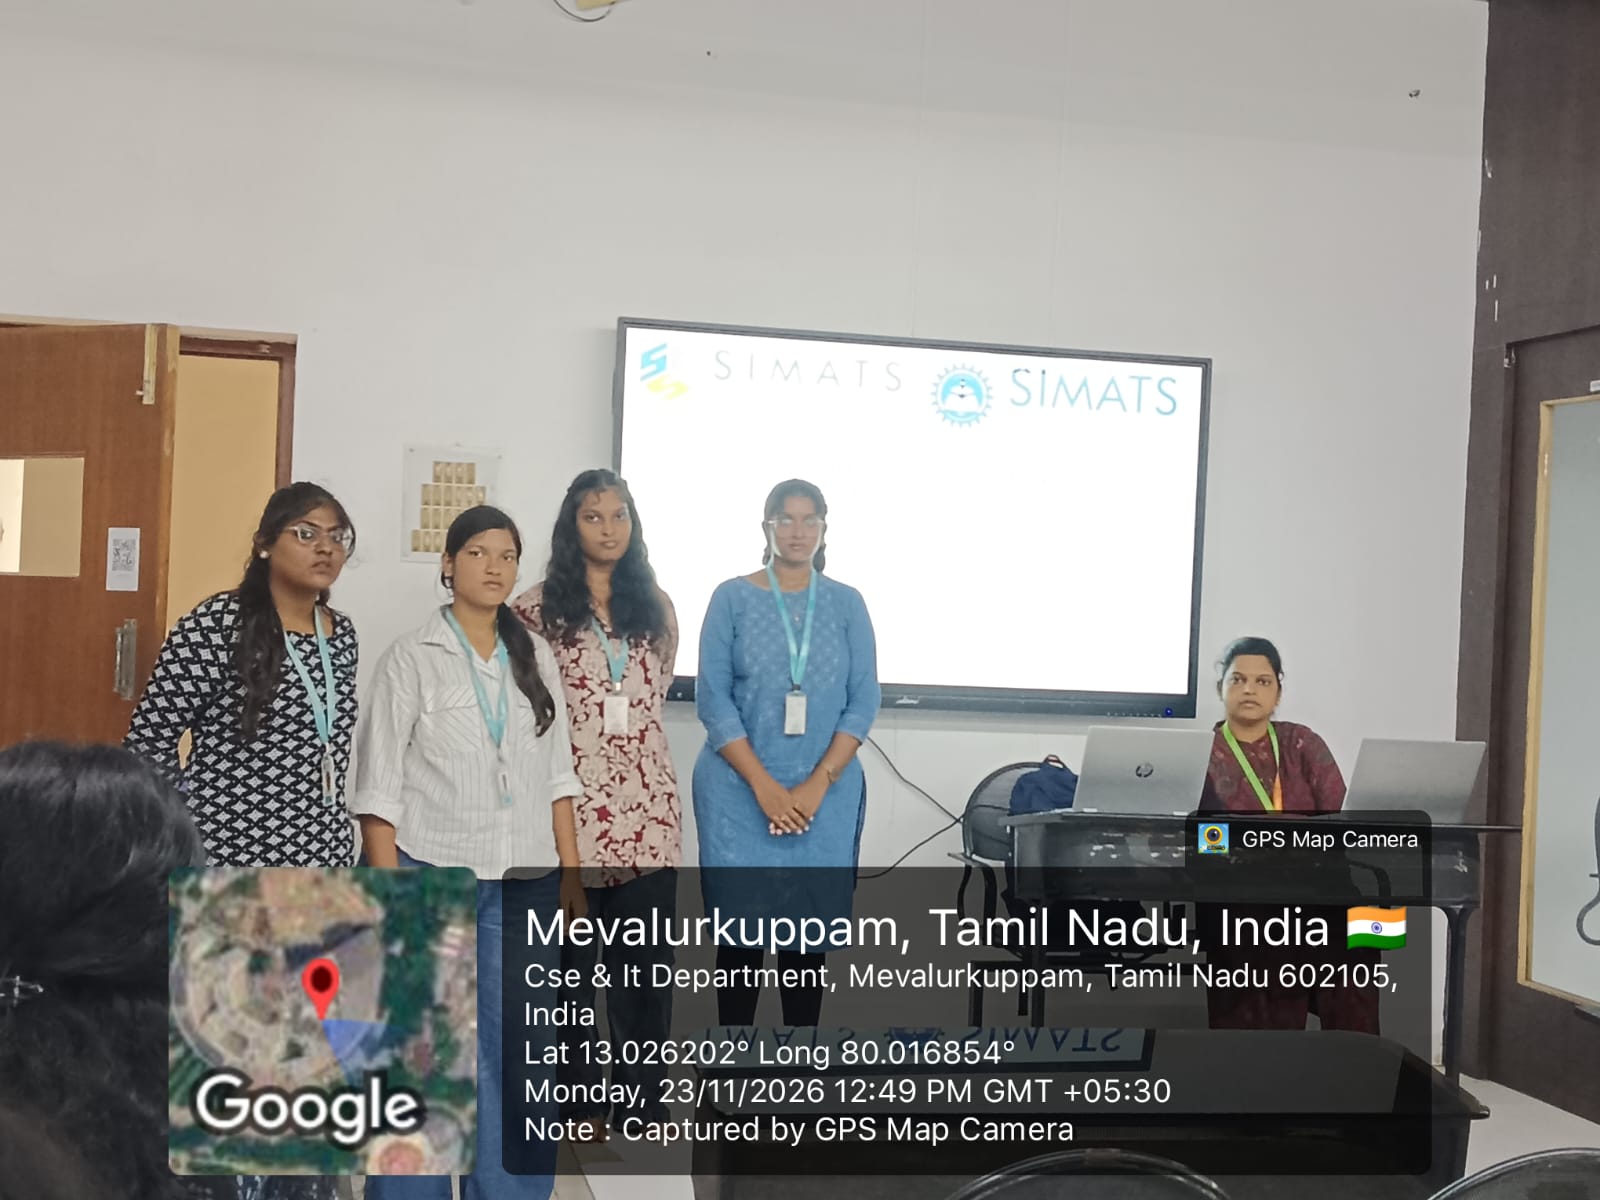 SIMATS SIMATS
hp
GPS Map Camera
Mevalurkuppam, Tamil Nadu, India 🇮🇳
Cse & It Department, Mevalurkuppam, Tamil Nadu 602105,
India
Lat 13.026202° Long 80.016854°
Monday, 23/11/2026 12:49 PM GMT +05:30
Note : Captured by GPS Map Camera
Google